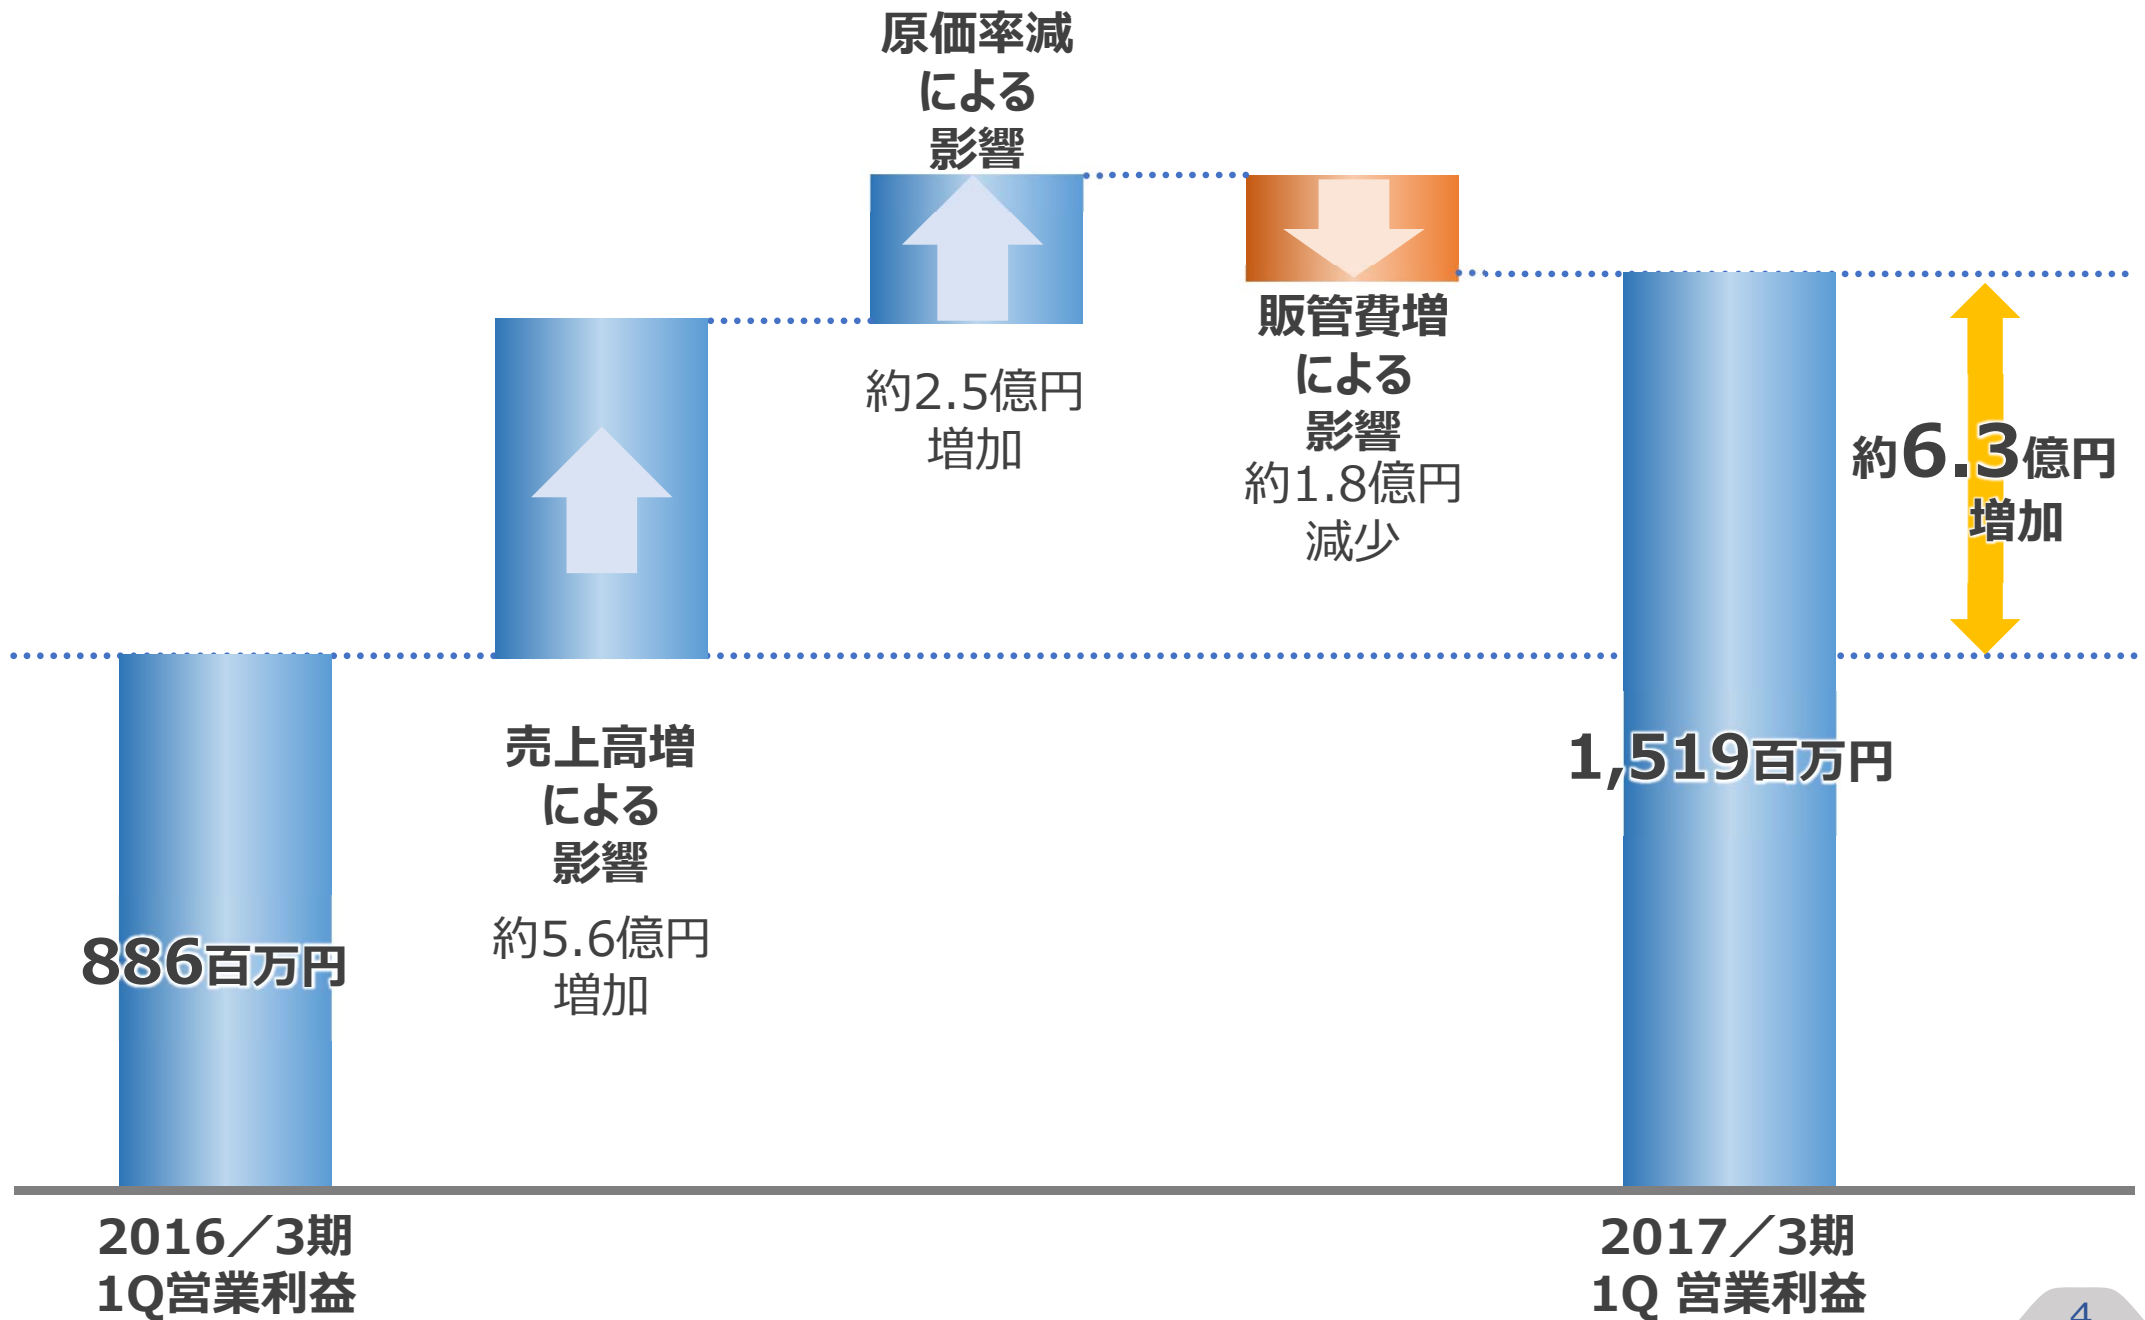 原価率減
による
影響
約2.5億円
増加
販管費増
による
影響
約1.8億円
減少
約6.3億円
増加
売上高増
による
影響
約5.6億円
増加
886百万円
1,519百万円
2016／3期
1Q営業利益
2017／3期
1Q 営業利益
4